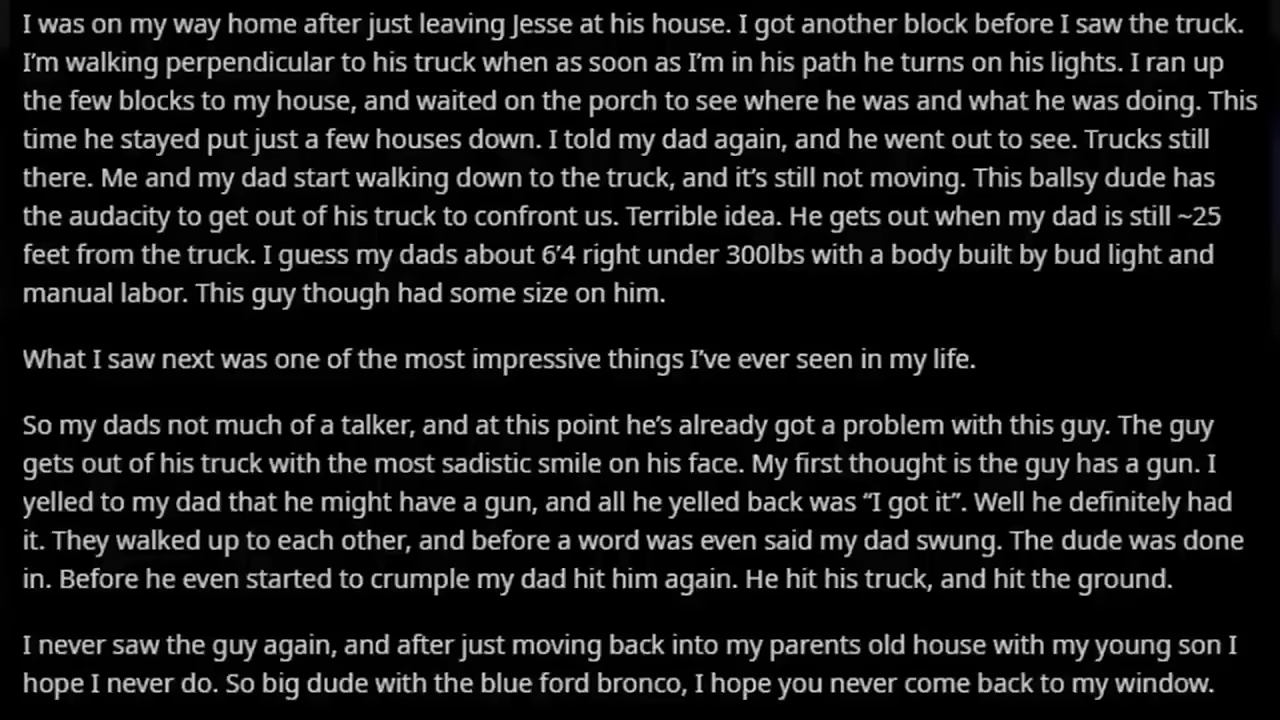 I was on my way home after just leaving Jesse at his house. I got another block before I saw the truck.
I'm walking perpendicular to his truck when as soon as I'm in his path he turns on his lights. I ran up
the few blocks to my house, and waited on the porch to see where he was and what he was doing. This
time he stayed put just a few houses down. I told my dad again, and he went out to see. Trucks still
there. Me and my dad start walking down to the truck, and it's still not moving. This ballsy dude has
the audacity to get out of his truck to confront us. Terrible idea. He gets out when my dad is still ~25
feet from the truck. I guess my dads about 6'4 right under 300lbs with a body built by bud light and
manual labor. This guy though had some size on him.
What I saw next was one of the most impressive things I've ever seen in my life.
So my dads not much of a talker, and at this point he's already got a problem with this guy. The guy
gets out of his truck with the most sadistic smile on his face. My first thought is the guy has a gun. I
yelled to my dad that he might have a gun, and all he yelled back was “I got it”. Well he definitely had
it. They walked up to each other, and before a word was even said my dad swung. The dude was done
in. Before he even started to crumple my dad hit him again. He hit his truck, and hit the ground.
I never saw the guy again, and after just moving back into my parents old house with my young son I
hope I never do. So big dude with the blue ford bronco, I hope you never come back to my window.